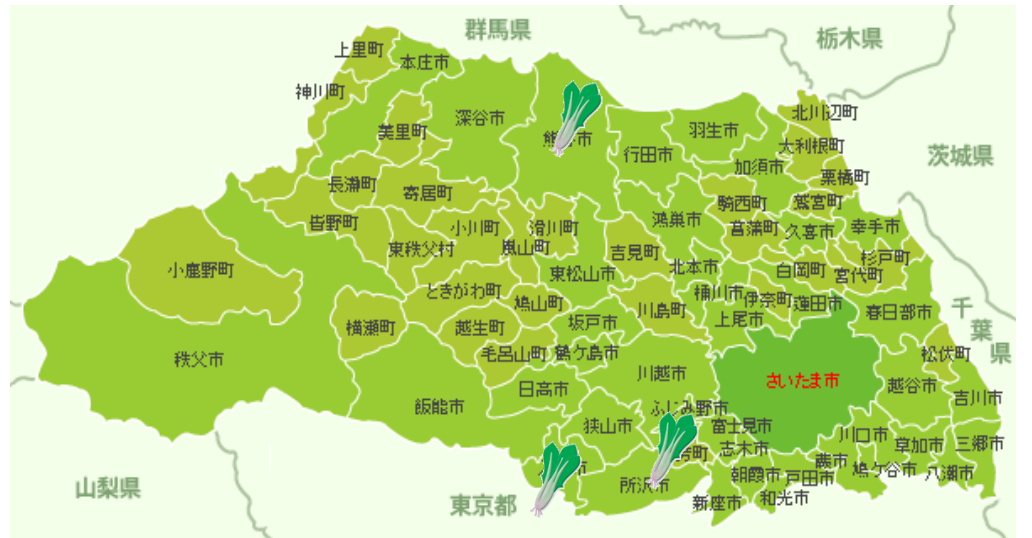 群馬県
栃木県
上里町
本庄市
神川町
北川辺町
深谷市
美里町
羽生市
大利根町
行田市
茨城県
加須市
栗橋町
長瀞町
寄居町
騎西町
鷲宮町
皆野町
小川町
滑川町
鴻巣市
菖蒲町
久喜市
幸手市
東秩父村
嵐山町
吉見町
杉戸町
小鹿野町
東松山市
北本市
白岡町
宮代町
ときがわ町
鳩山町
桶川市
伊奈町
蓮田市
川島町
春日部市
千葉県
横瀬町
越生町
坂戸市
上尾市
毛呂山町
鶴ケ島市
松伏町
秩父市
川越市
さいたま市
越谷市
日高市
吉川市
飯能市
ふじみ野市
狭山市
富士見市
川口市
志木市
草加市
三郷市
蕨市
朝霞市
戸田市
鳩ケ谷市
八潮市
所沢市
山梨県
東京都
新座市
和光市